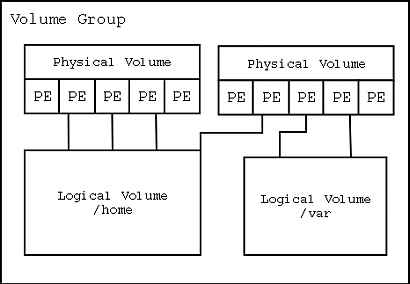 Volume Group
Physical Volume
PE PE PE PE PE
Physical Volume
PE PE PE PE PE
Logical Volume
/home
Logical Volume
/var